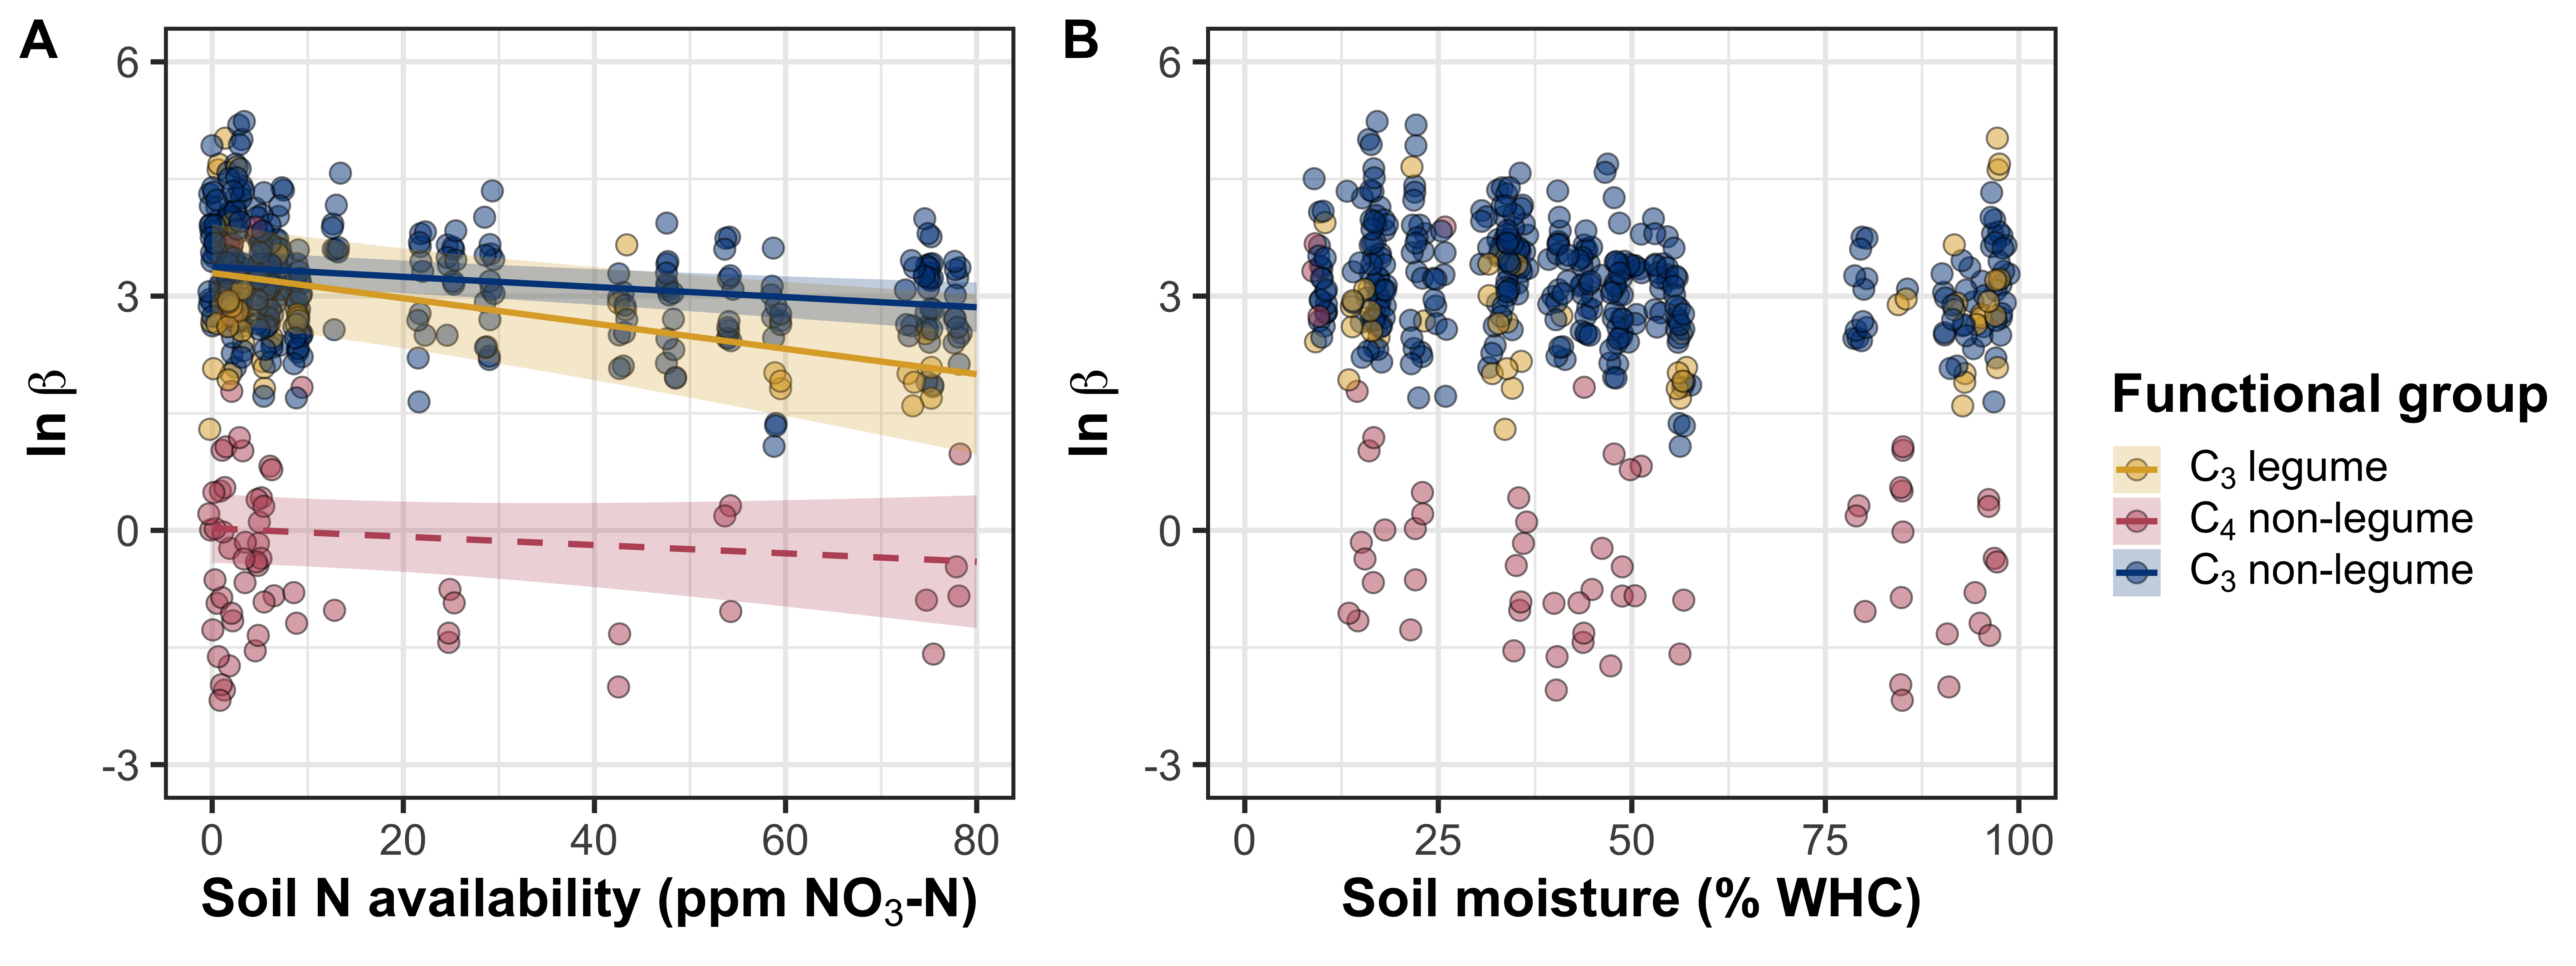 A
6
3
0
-3
ln β
0 20 40 60 80
Soil N availability (ppm NO₃-N)
B
6
3
0
-3
ln β
0 25 50 75 100
Soil moisture (% WHC)
Functional group
C₃ legume
C₄ non-legume
C₃ non-legume